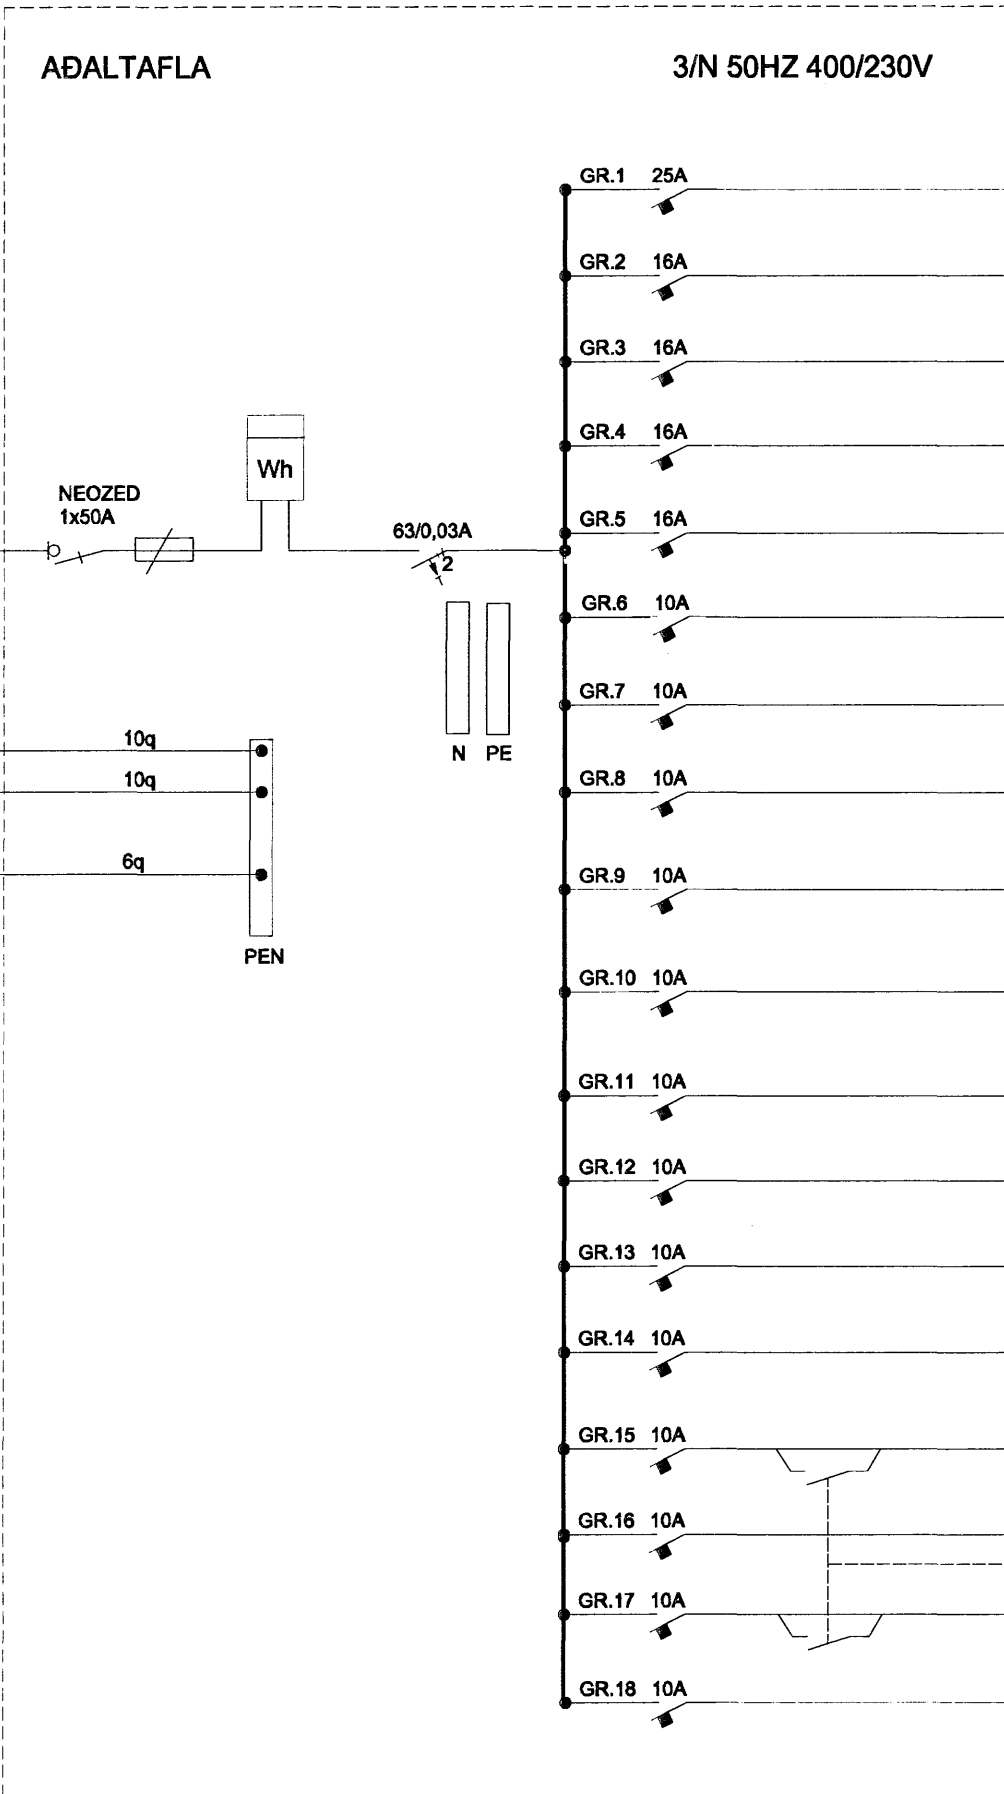 AÐALTAFLA
3/N 50HZ 400/230V
GR.1 25A
GR.2 16A
GR.3 16A
GR.4 16A
Wh
NEOZED
1x50A
GR.5 16A
63/0,03A
2
GR.6 10A
GR.7 10A
N PE
10q
10q
GR.8 10A
6q
GR.9 10A
PEN
GR.10 10A
GR.11 10A
GR.12 10A
GR.13 10A
GR.14 10A
GR.15 10A
GR.16 10A
GR.17 10A
GR.18 10A